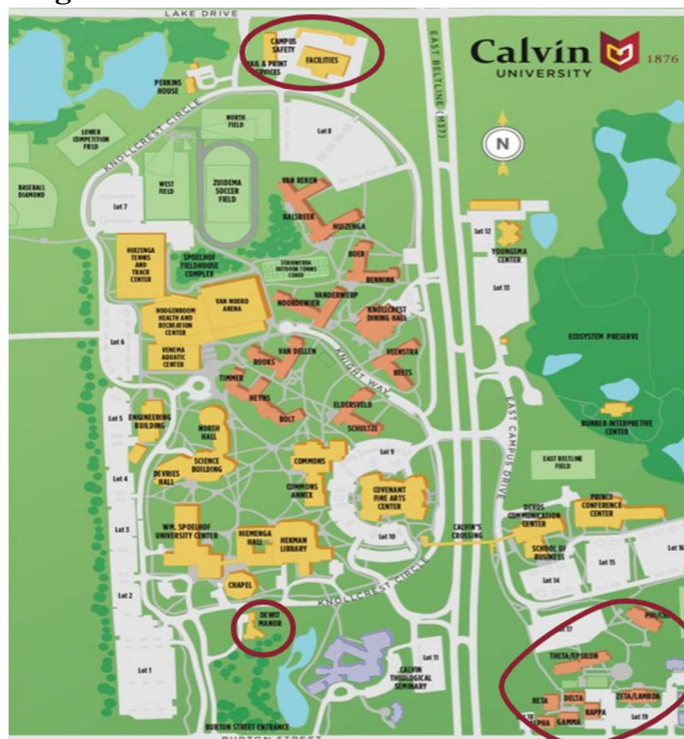 LAKE DRIVE
CAMPUS
SAFETY
FACILITIES
MAIL & PRINT
SERVICES
Calvin
UNIVERSITY
1876
EAST BELTLINE (M37)
PERKINS
HOUSE
KNOLLCREST CIRCLE
LOWER
COMPETITION
FIELD
NORTH
FIELD
Lot 8
N
BASEBALL
DIAMOND
WEST
FIELD
ZUIDEMA
SOCCER
FIELD
VAN REKEN
KALSBEEK
HUIZENGA
Lot 7
Lot 12
YOUNGSMA
CENTER
HUIZENGA
TENNIS
AND
TRACK
CENTER
SPOELHOF
FIELDHOUSE
COMPLEX
OUTDOOR TENNIS
BOER
BENNINK
Lot 13
HOOGENBOOM
HEALTH AND
RECREATION
CENTER
VAN NOORD
ARENA
NOORDEWIER
VANDERWERP
KNOLLCREST
DINING HALL
ECOSYSTEM PRESERVE
Lot 6
VENEMA
AQUATIC
CENTER
VAN DELLEN
ROOKS
KNIGHT WAY
VEENSTRA
BEETS
TIMMER
HEYNS
BOLT
ELDERSVELD
SCHULTZE
EAST CAMPUS DRIVE
BUNKER INTERPRETIVE
CENTER
Lot 5
ENGINEERING
BUILDING
NORTH
HALL
SCIENCE
BUILDING
DEVRIES
HALL
COMMONS
COMMONS
ANNEX
Lot 9
EAST BELTLINE
FIELD
Lot 4
COVENANT
FINE ARTS
CENTER
DEVOS
COMMUNICATION
CENTER
PRINCE
CONFERENCE
CENTER
Lot 3
WM. SPOELHOF
UNIVERSITY CENTER
HIEMENGA
HALL
HEKMAN
LIBRARY
Lot 10
CALVIN'S
CROSSING
SCHOOL OF
BUSINESS
Lot 14
Lot 15
Lot 16
Lot 2
CHAPEL
KNOLLCREST CIRCLE
DEWIT
MANOR
Lot 17
THETA/EPSILON
Lot 1
CALVIN
THEOLOGICAL
SEMINARY
Lot 11
BETA
DELTA
ZETA/LAMBDA
KAPPA
GAMMA
Lot 19
BURTON STREET ENTRANCE
BURTON STREET